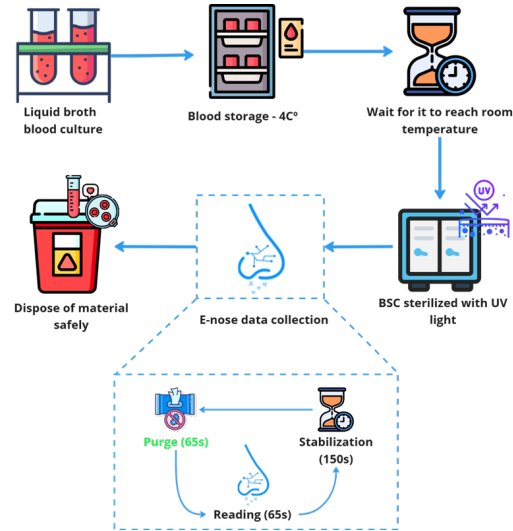 Liquid broth
blood culture
Blood storage - 4Cº
Wait for it to reach room
temperature
UV
BSC sterilized with UV
light
E-nose data collection
Dispose of material
safely
Purge (65s)
Stabilization
(150s)
Reading (65s)